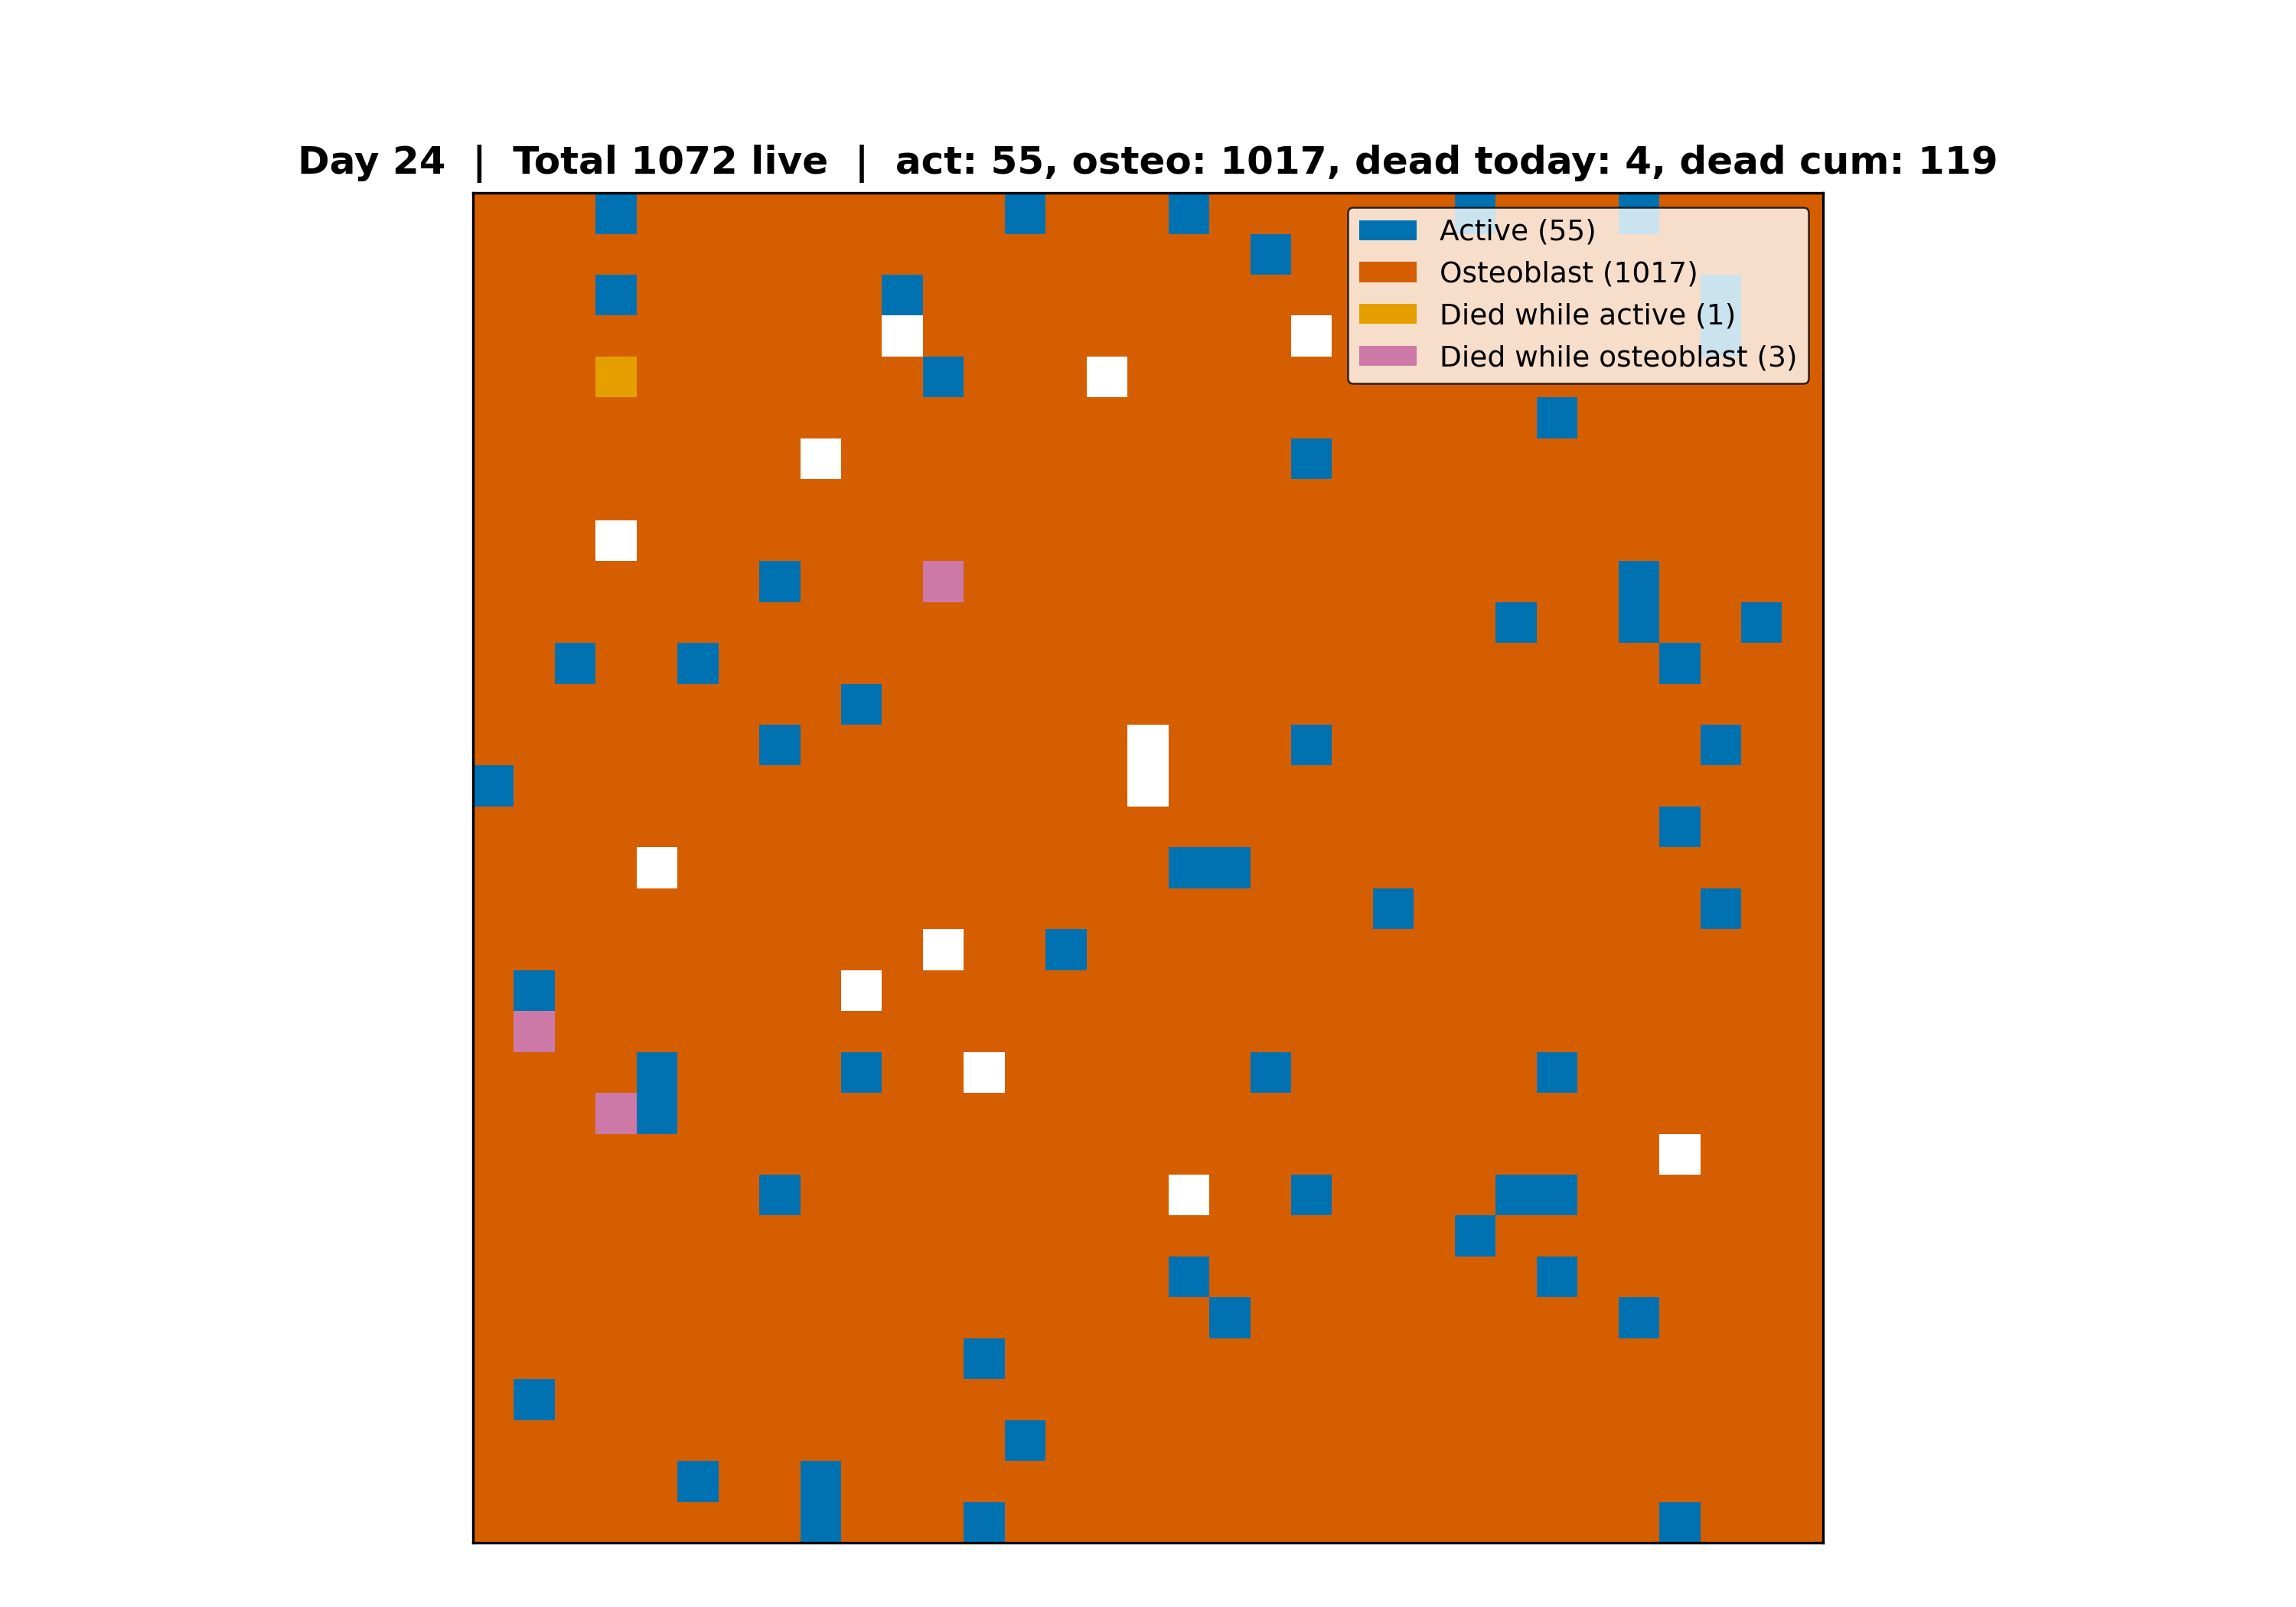 Day 24 | Total 1072 live | act: 55, osteo: 1017, dead today: 4, dead cum: 119
Active (55)
Osteoblast (1017)
Died while active (1)
Died while osteoblast (3)